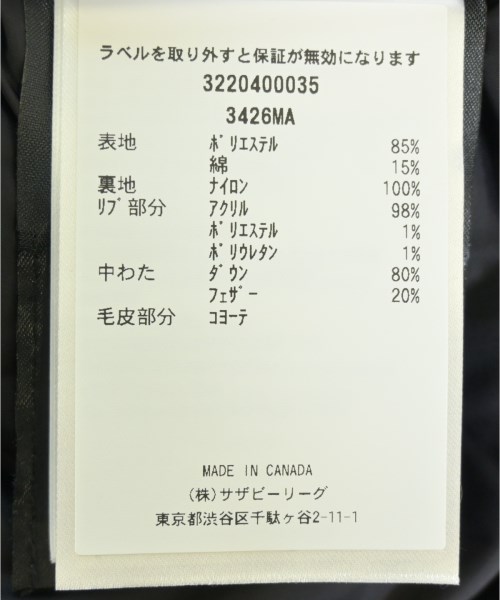 ラベルを取り外すと保証が無効になります
3220400035
3426MA
表地 ﾎﾟﾘｴｽﾃﾙ 85%
綿 15%
裏地 ﾅｲﾛﾝ 100%
ﾘﾌﾞ部分 ｱｸﾘﾙ 98%
ﾎﾟﾘｴｽﾃﾙ 1%
ﾎﾟﾘｳﾚﾀﾝ 1%
中わた ﾀﾞｳﾝ 80%
ﾌｪｻﾞｰ 20%
毛皮部分 ｺﾖｰﾃ
MADE IN CANADA
(株)サザビーリーグ
東京都渋谷区千駄ヶ谷2-11-1